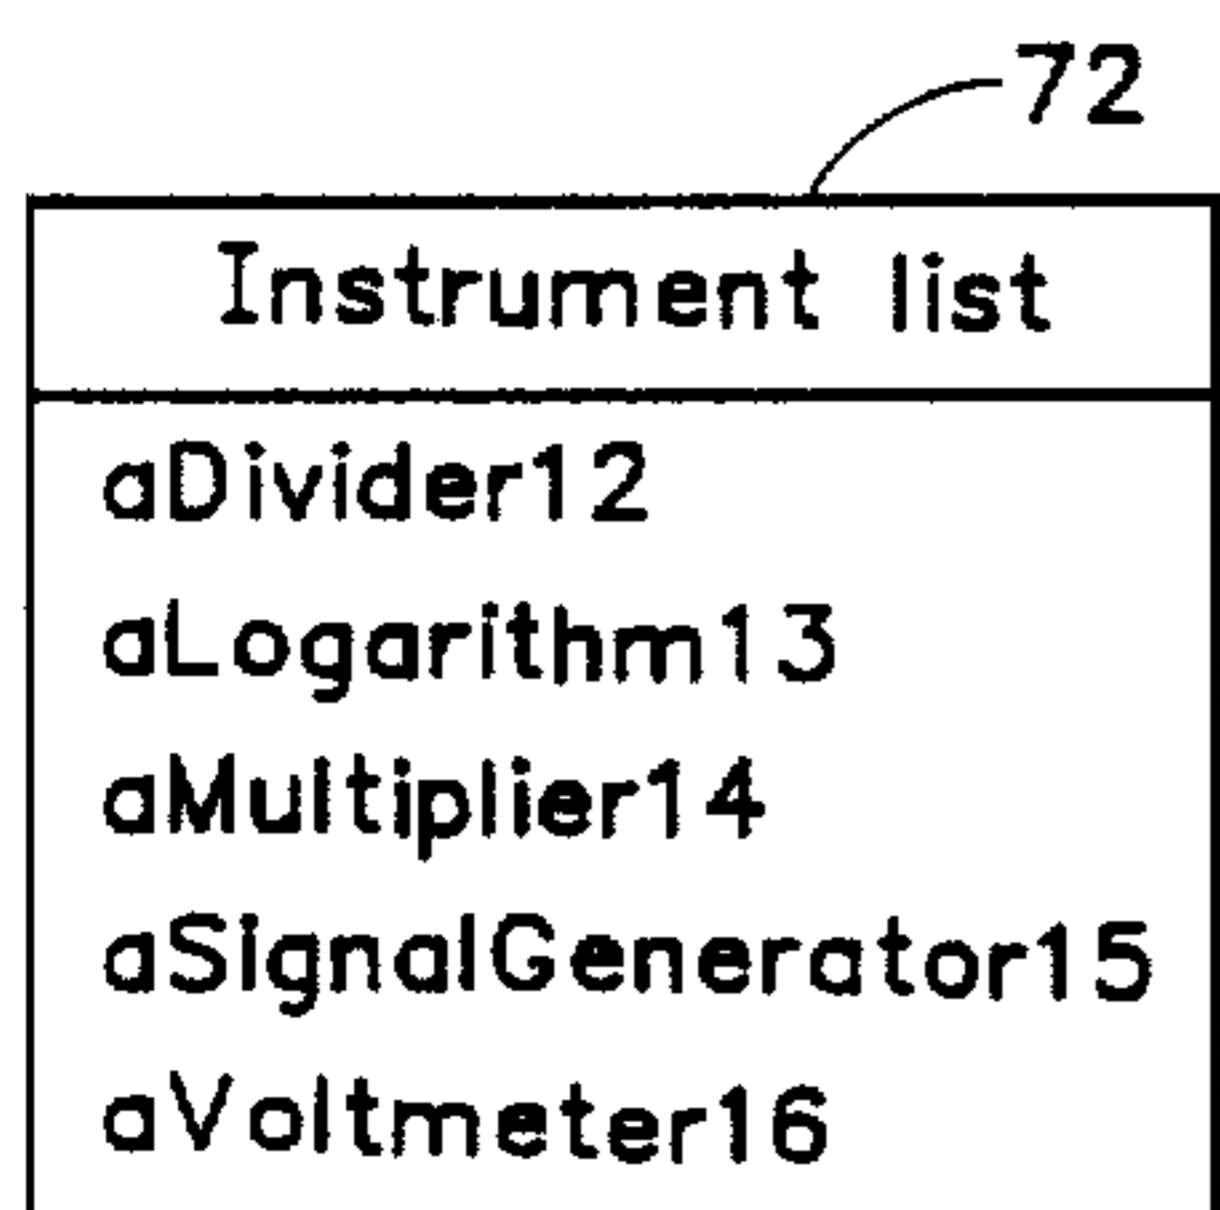 72
Instrument list
aDivider12
aLogarithm13
aMultiplier14
aSignalGenerator15
aVoltmeter16